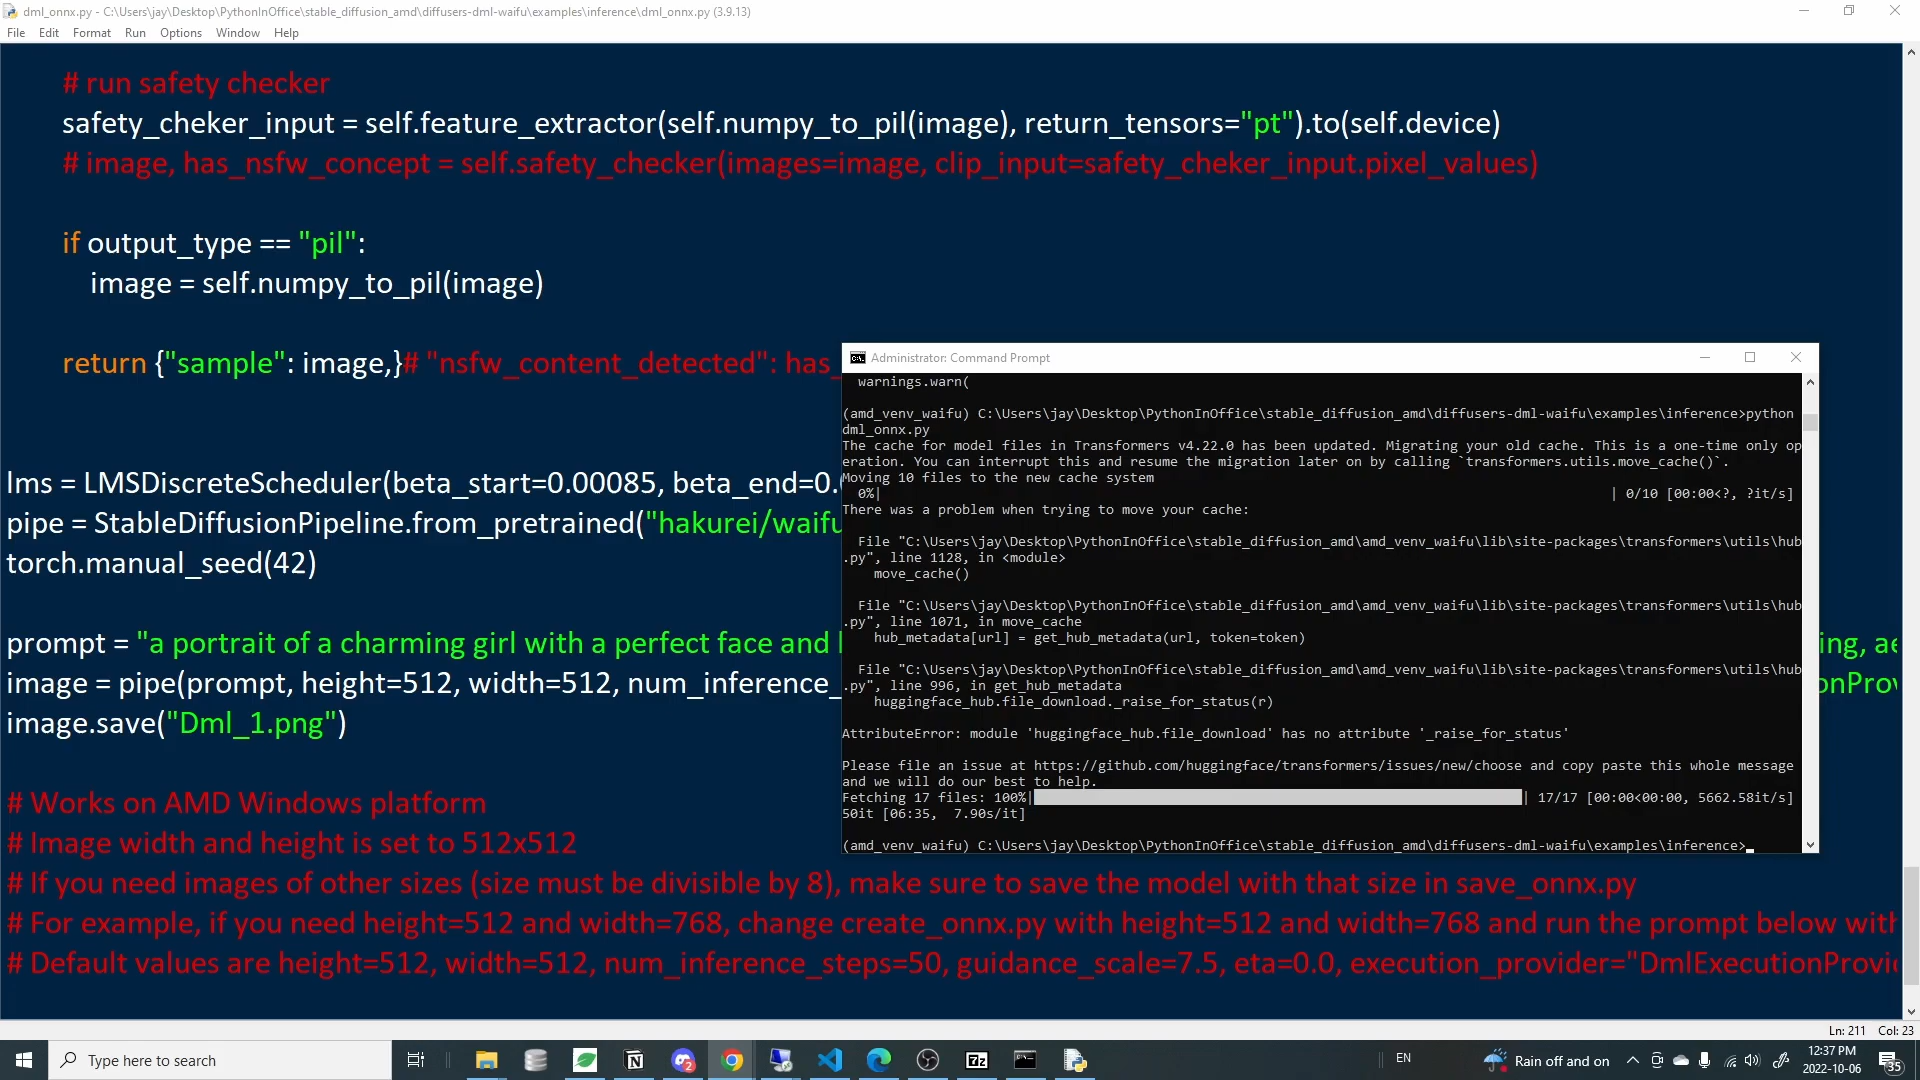 dml_onnx.py - C:\Users\jay\Desktop\PythonInOffice\stable_diffusion_amd\diffusers-dml-waifu\examples\inference\dml_onnx.py (3.9.13)
File Edit Format Run Options Window Help
# run safety checker
safety_cheker_input = self.feature_extractor(self.numpy_to_pil(image), return_tensors="pt").to(self.device)
# image, has_nsfw_concept = self.safety_checker(images=image, clip_input=safety_cheker_input.pixel_values)
if output_type == "pil":
image = self.numpy_to_pil(image)
return {"sample": image,}# "nsfw_content_detected": has_
lms = LMSDiscreteScheduler(beta_start=0.00085, beta_end=0.
pipe = StableDiffusionPipeline.from_pretrained("hakurei/waifu
torch.manual_seed(42)
prompt = "a portrait of a charming girl with a perfect face and ing, ae
image = pipe(prompt, height=512, width=512, num_inference_ onProv
image.save("Dml_1.png")
# Works on AMD Windows platform
# Image width and height is set to 512x512
# If you need images of other sizes (size must be divisible by 8), make sure to save the model with that size in save_onnx.py
# For example, if you need height=512 and width=768, change create_onnx.py with height=512 and width=768 and run the prompt below with
# Default values are height=512, width=512, num_inference_steps=50, guidance_scale=7.5, eta=0.0, execution_provider="DmlExecutionProvi
Administrator: Command Prompt
warnings.warn(
(amd_venv_waifu) C:\Users\jay\Desktop\PythonInOffice\stable_diffusion_amd\diffusers-dml-waifu\examples\inference>python
dml_onnx.py
The cache for model files in Transformers v4.22.0 has been updated. Migrating your old cache. This is a one-time only op
eration. You can interrupt this and resume the migration later on by calling `transformers.utils.move_cache()`.
Moving 10 files to the new cache system
0%| | 0/10 [00:00<?, ?it/s]
There was a problem when trying to move your cache:
File "C:\Users\jay\Desktop\PythonInOffice\stable_diffusion_amd\amd_venv_waifu\lib\site-packages\transformers\utils\hub
.py", line 1128, in <module>
move_cache()
File "C:\Users\jay\Desktop\PythonInOffice\stable_diffusion_amd\amd_venv_waifu\lib\site-packages\transformers\utils\hub
.py", line 1071, in move_cache
hub_metadata[url] = get_hub_metadata(url, token=token)
File "C:\Users\jay\Desktop\PythonInOffice\stable_diffusion_amd\amd_venv_waifu\lib\site-packages\transformers\utils\hub
.py", line 996, in get_hub_metadata
huggingface_hub.file_download._raise_for_status(r)
AttributeError: module 'huggingface_hub.file_download' has no attribute '_raise_for_status'
Please file an issue at https://github.com/huggingface/transformers/issues/new/choose and copy paste this whole message
and we will do our best to help.
Fetching 17 files: 100%| | 17/17 [00:00<00:00, 5662.58it/s]
50it [06:35, 7.90s/it]
(amd_venv_waifu) C:\Users\jay\Desktop\PythonInOffice\stable_diffusion_amd\diffusers-dml-waifu\examples\inference>
Ln: 211 Col: 23
Type here to search
EN
Rain off and on
12:37 PM
2022-10-06
35